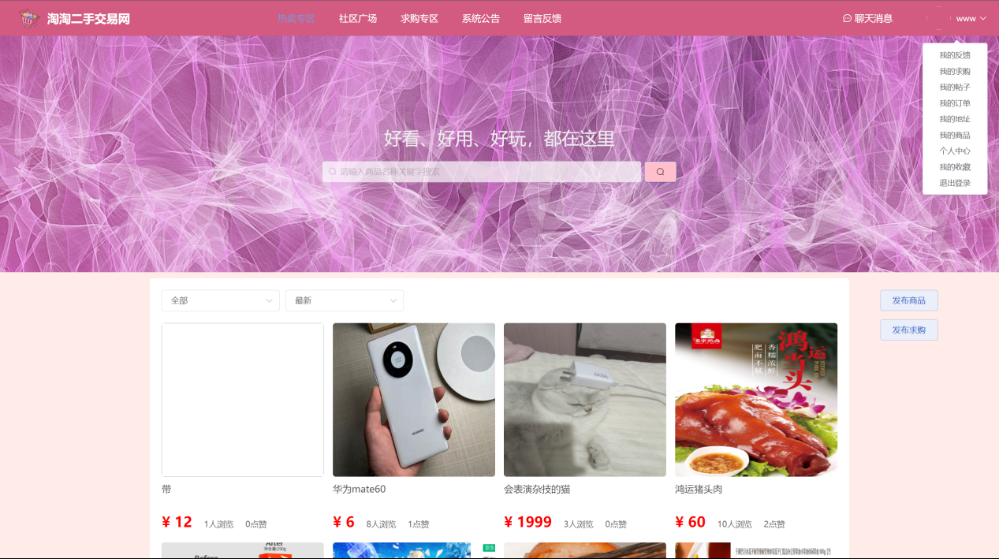 淘淘二手交易网
热卖专区 社区广场 求购专区 系统公告 留言反馈
聊天消息
www
我的反馈
我的求购
我的帖子
我的订单
我的地址
我的商品
个人中心
我的收藏
退出登录
好看、好用、好玩，都在这里
请输入商品名称关键字搜索
全部
最新
发布商品
发布求购
HUAWEI
鸿运当头
香糯浓醇
肥而不腻
带
华为mate60
会表演杂技的猫
鸿运猪头肉
¥ 12 1人浏览 0点赞
¥ 6 8人浏览 1点赞
¥ 1999 3人浏览 0点赞
¥ 60 10人浏览 2点赞
After
Before